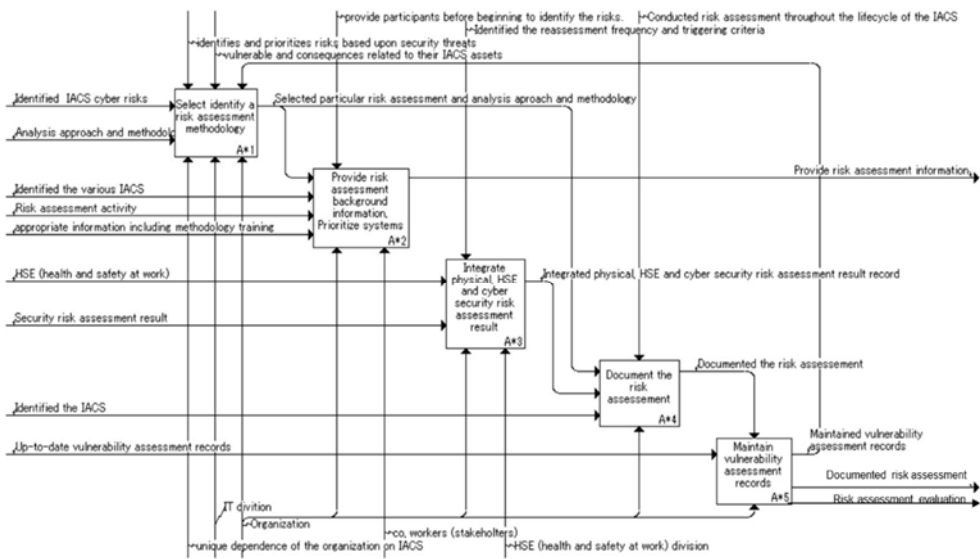 provide participants before beginning to identify the risks.
Conducted risk assessment throughout the lifecycle of the IACS
Identified the reassessment frequency and triggering criteria
identifies and prioritizes risks based upon security threats
vulnerable and consequences related to their IACS assets
Identified IACS cyber risks
Select identify a
risk assessment
methodology
A*1
Selected particular risk assessment and analysis aproach and methodology
Analysis approach and methodolo
Provide risk
assessment
background
information,
Prioritize systems
A*2
Provide risk assessment information,
Identified the various IACS
Risk assessment activity
appropriate information including methodology training
HSE (health and safety at work)
Integrate
physical, HSE
and cyber
security risk
assessment
result
A*3
Integrated physical, HSE and cyber security risk assessment result record
Security risk assessment result
Document the
risk
assessement
A*4
Documented the risk assessement
Identified the IACS
Up-to-date vulnerability assessment records
Maintain
vulnerability
assessment
records
A*5
Maintained vulnerability
assessment records
Documented risk assessment
Risk assessment evaluation
IT divition
Organization
co, workers (stakeholters)
unique dependence of the organization on IACS
HSE (health and safety at work) division